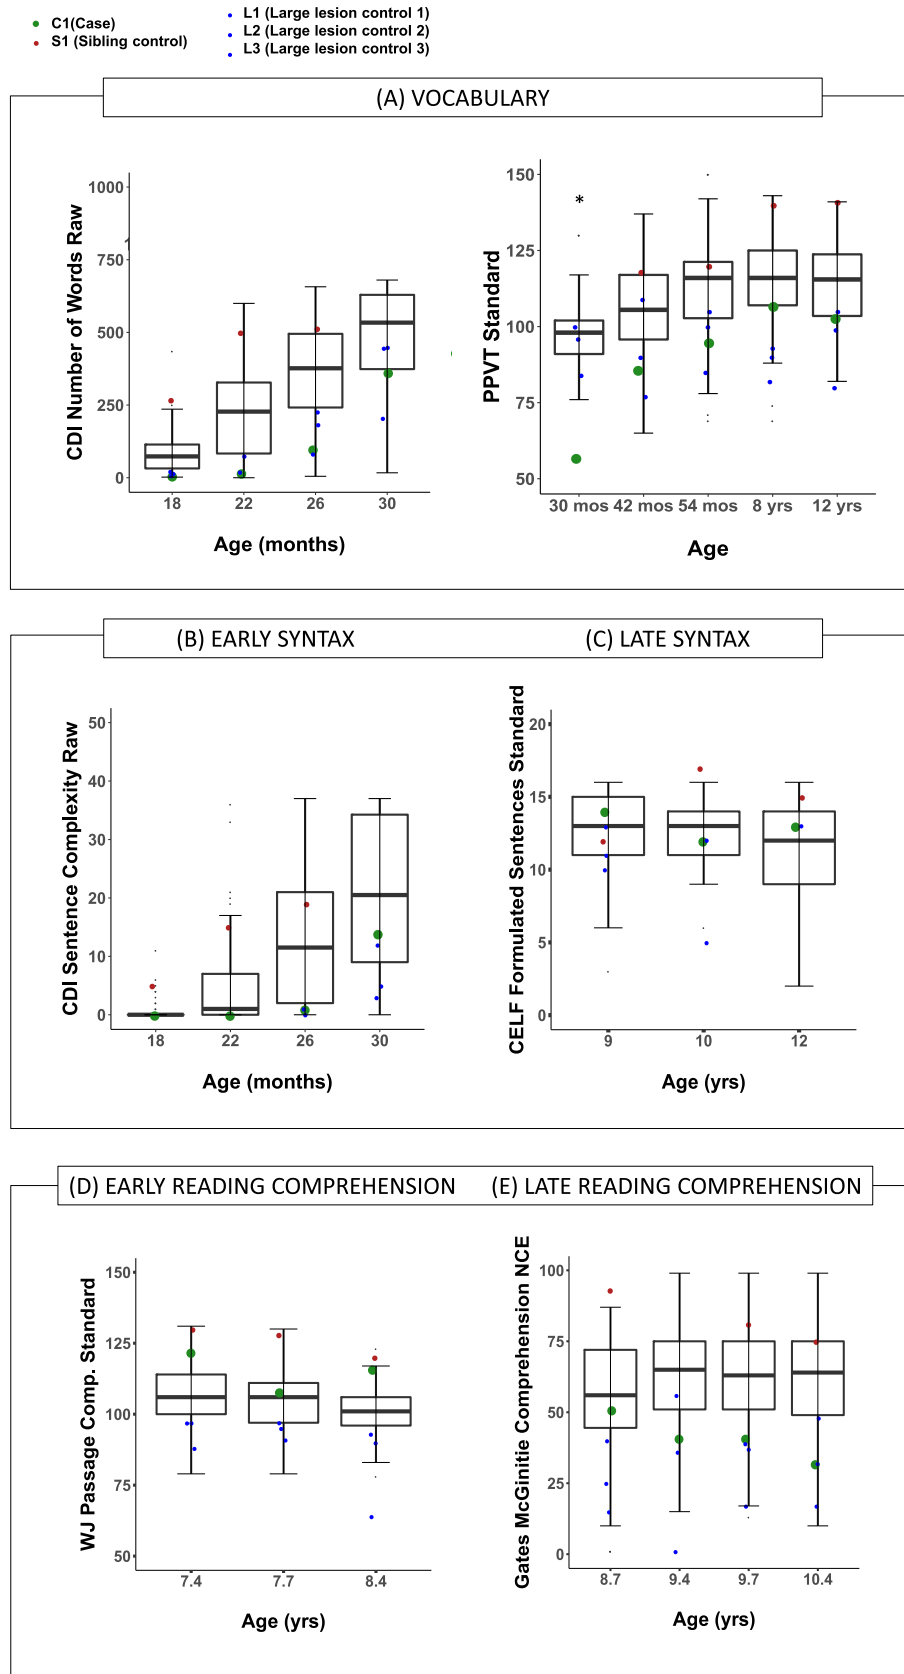 C1(Case)
S1 (Sibling control)
L1 (Large lesion control 1)
L2 (Large lesion control 2)
L3 (Large lesion control 3)
(A) VOCABULARY
CDI Number of Words Raw
1000
750
500
250
0
18 22 26 30
Age (months)
PPVT Standard
150
125
100
75
50
*
30 mos 42 mos 54 mos 8 yrs 12 yrs
Age
(B) EARLY SYNTAX
(C) LATE SYNTAX
CDI Sentence Complexity Raw
50
40
30
20
10
0
18 22 26 30
Age (months)
CELF Formulated Sentences Standard
20
15
10
5
0
9 10 12
Age (yrs)
(D) EARLY READING COMPREHENSION
(E) LATE READING COMPREHENSION
WJ Passage Comp. Standard
150
125
100
75
50
7.4 7.7 8.4
Age (yrs)
Gates McGinitie Comprehension NCE
100
75
50
25
0
8.7 9.4 9.7 10.4
Age (yrs)